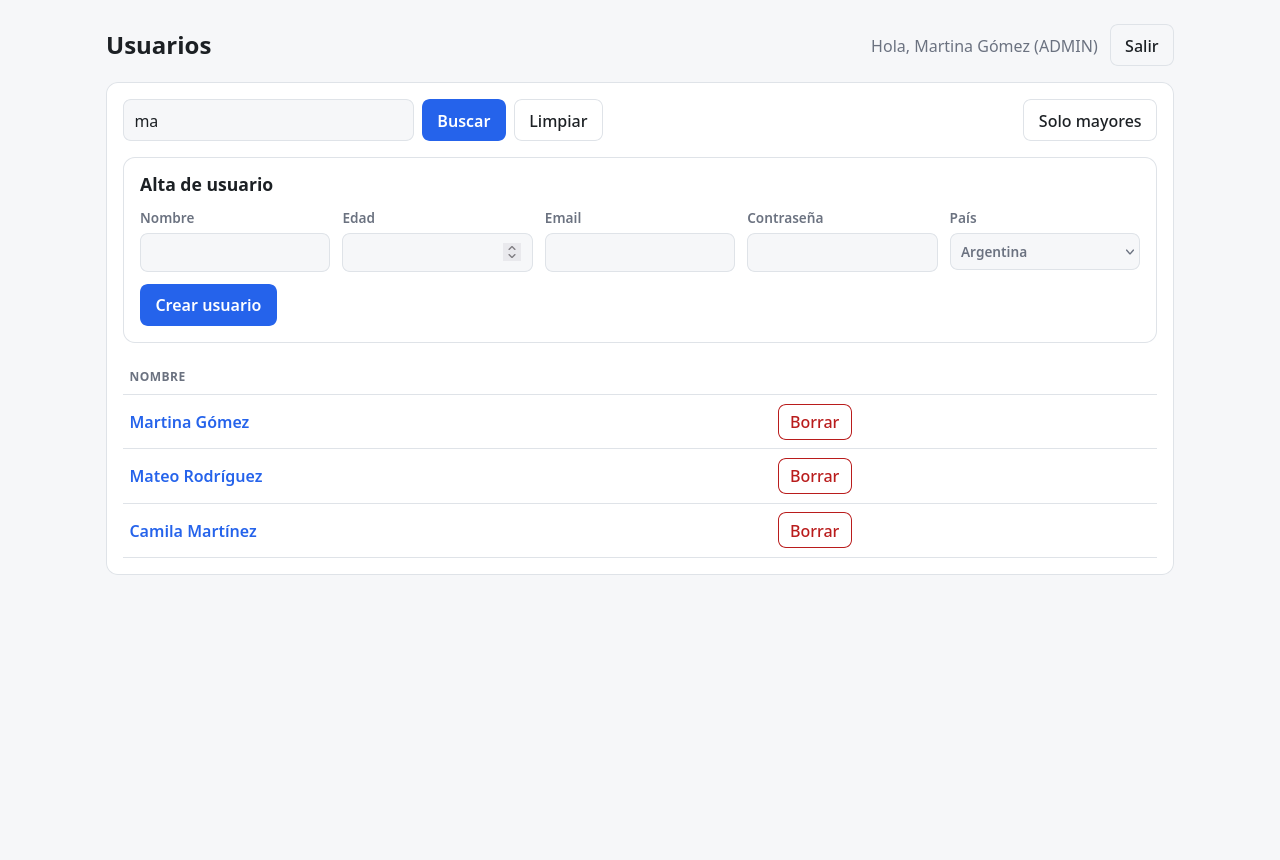 Usuarios
Hola, Martina Gómez (ADMIN) Salir
ma Buscar Limpiar Solo mayores
Alta de usuario
Nombre Edad Email Contraseña País
Argentina
Crear usuario
NOMBRE
Martina Gómez Borrar
Mateo Rodríguez Borrar
Camila Martínez Borrar